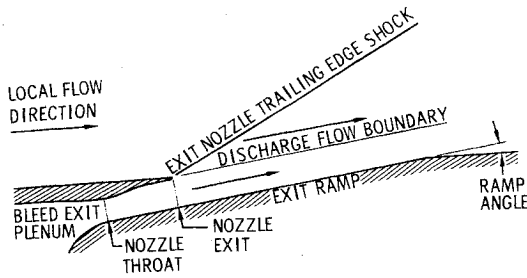 LOCAL FLOW
DIRECTION
EXIT NOZZLE TRAILING EDGE SHOCK
DISCHARGE FLOW BOUNDARY
EXIT RAMP
RAMP
ANGLE
BLEED EXIT
PLENUM
NOZZLE
THROAT
NOZZLE
EXIT